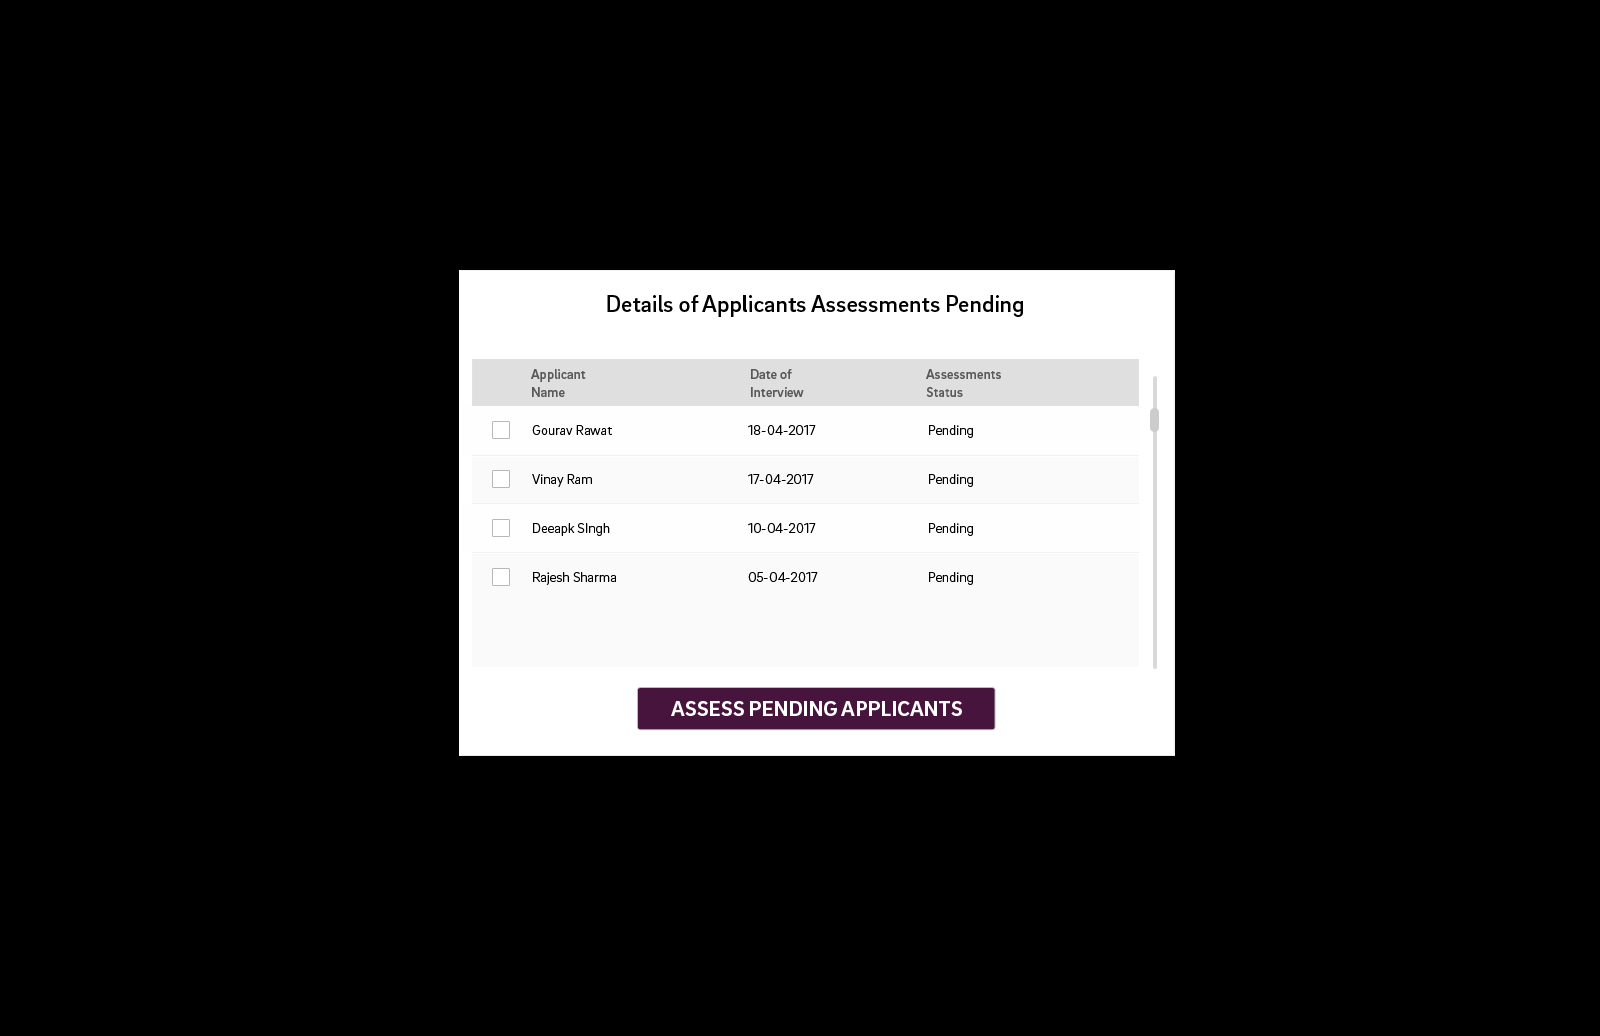 Details of Applicants Assessments Pending
Applicant Name Date of Interview Assessments Status
Gourav Rawat 18-04-2017 Pending
Vinay Ram 17-04-2017 Pending
Deeapk SIngh 10-04-2017 Pending
Rajesh Sharma 05-04-2017 Pending
ASSESS PENDING APPLICANTS